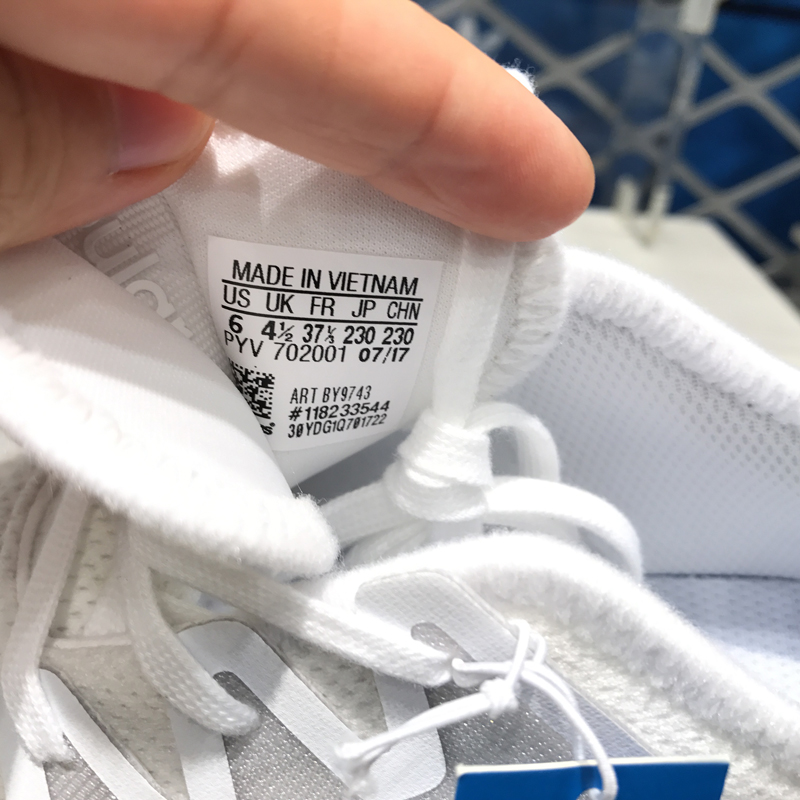 MADE IN VIETNAM
US UK FR JP CHN
6 4½ 37⅓ 230 230
PYV 702001 07/17
ART BY9743
#118233544
30YDG1Q701722